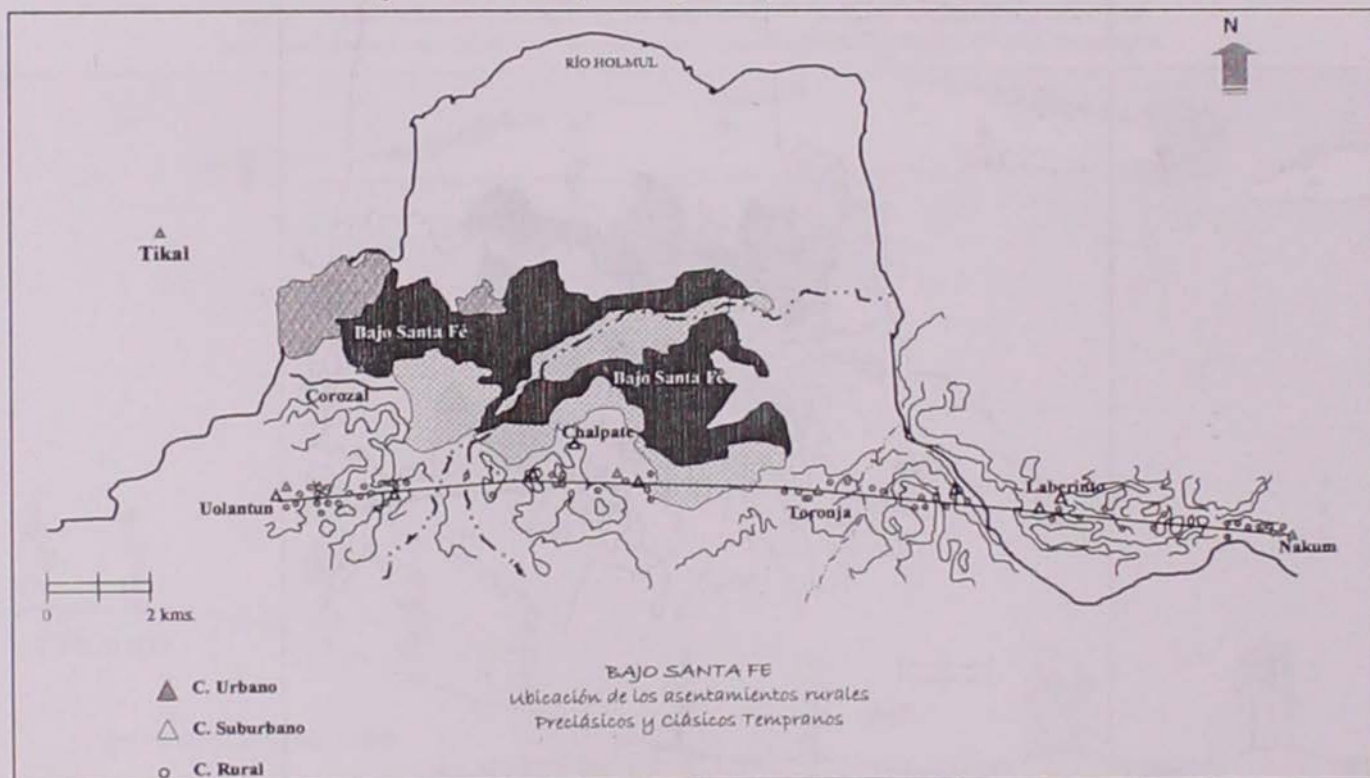 N
RÍO HOLMUL
Tikal
Bajo Santa Fé
Bajo Santa Fé
Corozal
Chalpate
Uolantun
Toronja
Laberinto
Nakum
0 2 kms.
BAJO SANTA FE
Ubicación de los asentamientos rurales
Preclásicos y Clásicos Tempranos
C. Urbano
C. Suburbano
C. Rural